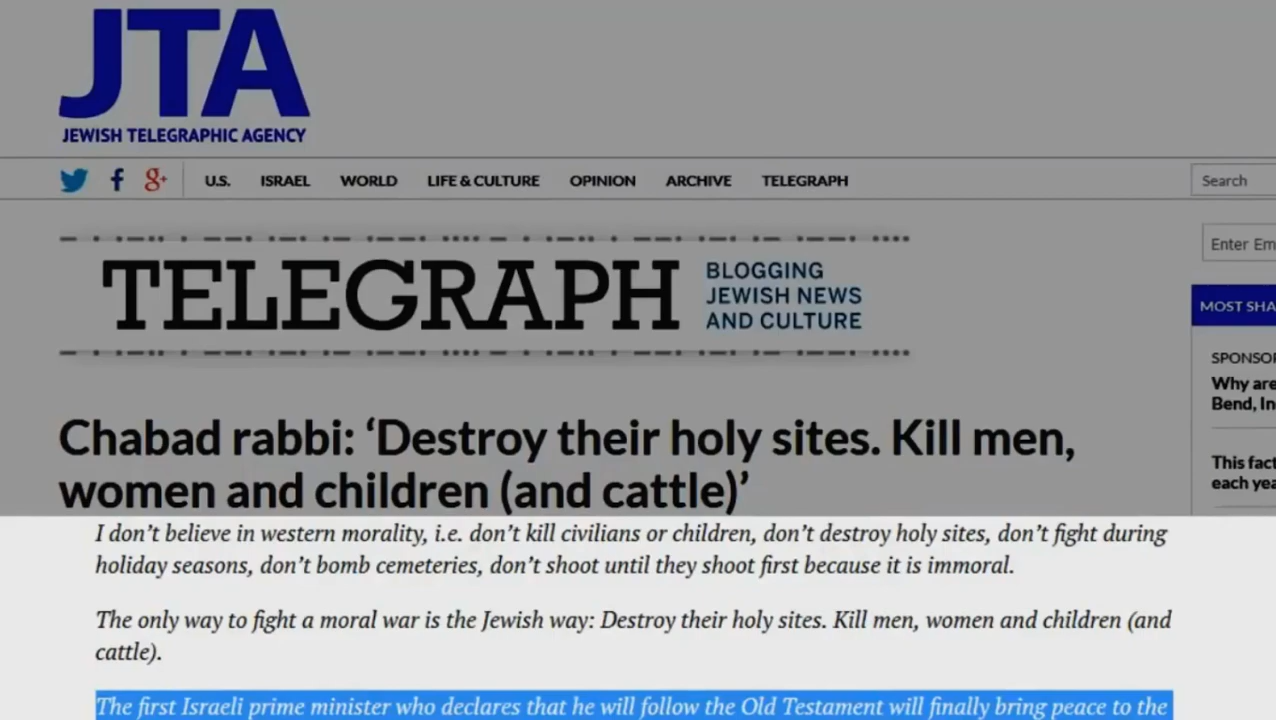 JTA
JEWISH TELEGRAPHIC AGENCY
U.S. ISRAEL WORLD LIFE & CULTURE OPINION ARCHIVE TELEGRAPH
Search
TELEGRAPH
BLOGGING
JEWISH NEWS
AND CULTURE
Enter Em
MOST SHA
SPONSO
Why are
Bend, In
This fact
each yea
Chabad rabbi: ‘Destroy their holy sites. Kill men,
women and children (and cattle)’
I don’t believe in western morality, i.e. don’t kill civilians or children, don’t destroy holy sites, don’t fight during
holiday seasons, don’t bomb cemeteries, don’t shoot until they shoot first because it is immoral.
The only way to fight a moral war is the Jewish way: Destroy their holy sites. Kill men, women and children (and
cattle).
The first Israeli prime minister who declares that he will follow the Old Testament will finally bring peace to the